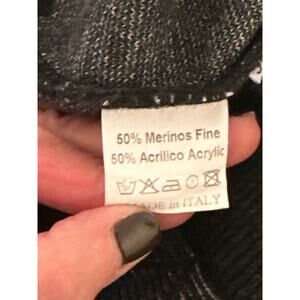 50% Merinos Fine
50% Acrilico Acrylic
MADE in ITALY